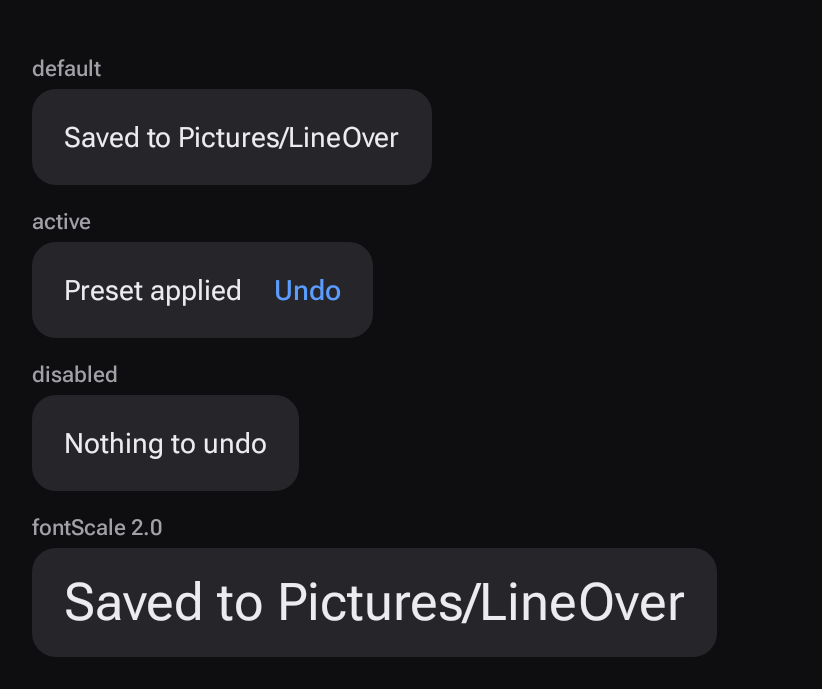 default
Saved to Pictures/LineOver
active
Preset applied Undo
disabled
Nothing to undo
fontScale 2.0
Saved to Pictures/LineOver